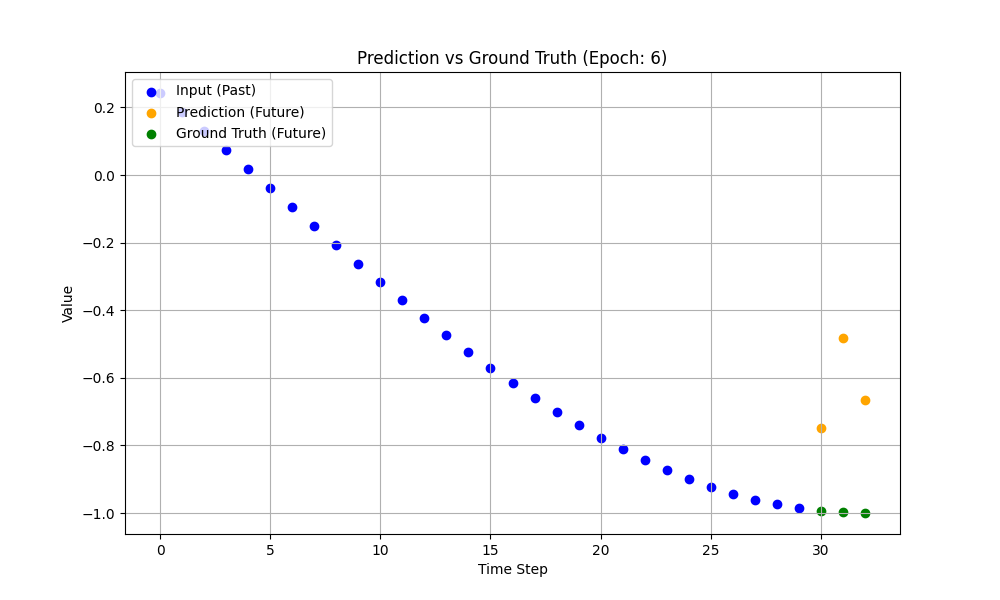 Prediction vs Ground Truth (Epoch: 6)
Input (Past)
Prediction (Future)
Ground Truth (Future)
0.2
0.0
−0.2
−0.4
−0.6
−0.8
−1.0
Value
0 5 10 15 20 25 30
Time Step